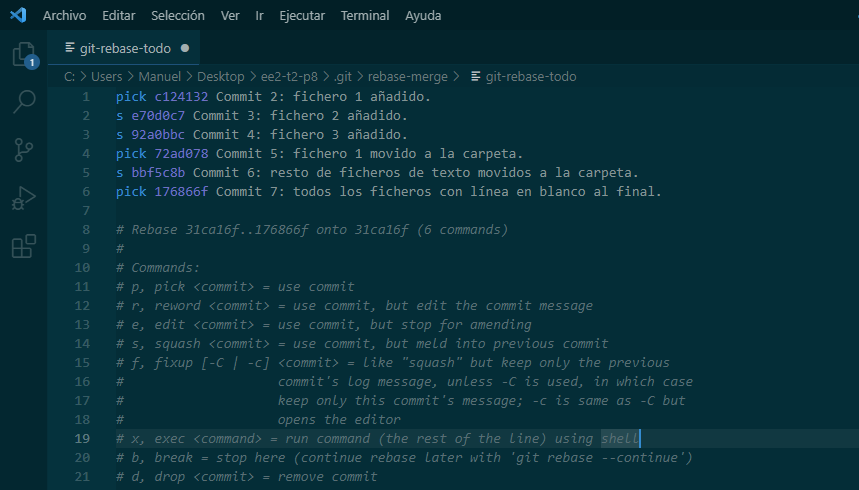 Archivo Editar Selección Ver Ir Ejecutar Terminal Ayuda
git-rebase-todo
1
C: > Users > Manuel > Desktop > ee2-t2-p8 > .git > rebase-merge > git-rebase-todo
1 pick c124132 Commit 2: fichero 1 añadido.
2 s e70d0c7 Commit 3: fichero 2 añadido.
3 s 92a0bbc Commit 4: fichero 3 añadido.
4 pick 72ad078 Commit 5: fichero 1 movido a la carpeta.
5 s bbf5c8b Commit 6: resto de ficheros de texto movidos a la carpeta.
6 pick 176866f Commit 7: todos los ficheros con línea en blanco al final.
7
8 # Rebase 31ca16f..176866f onto 31ca16f (6 commands)
9 #
10 # Commands:
11 # p, pick <commit> = use commit
12 # r, reword <commit> = use commit, but edit the commit message
13 # e, edit <commit> = use commit, but stop for amending
14 # s, squash <commit> = use commit, but meld into previous commit
15 # f, fixup [-C | -c] <commit> = like "squash" but keep only the previous
16 # commit's log message, unless -C is used, in which case
17 # keep only this commit's message; -c is same as -C but
18 # opens the editor
19 # x, exec <command> = run command (the rest of the line) using shell
20 # b, break = stop here (continue rebase later with 'git rebase --continue')
21 # d, drop <commit> = remove commit